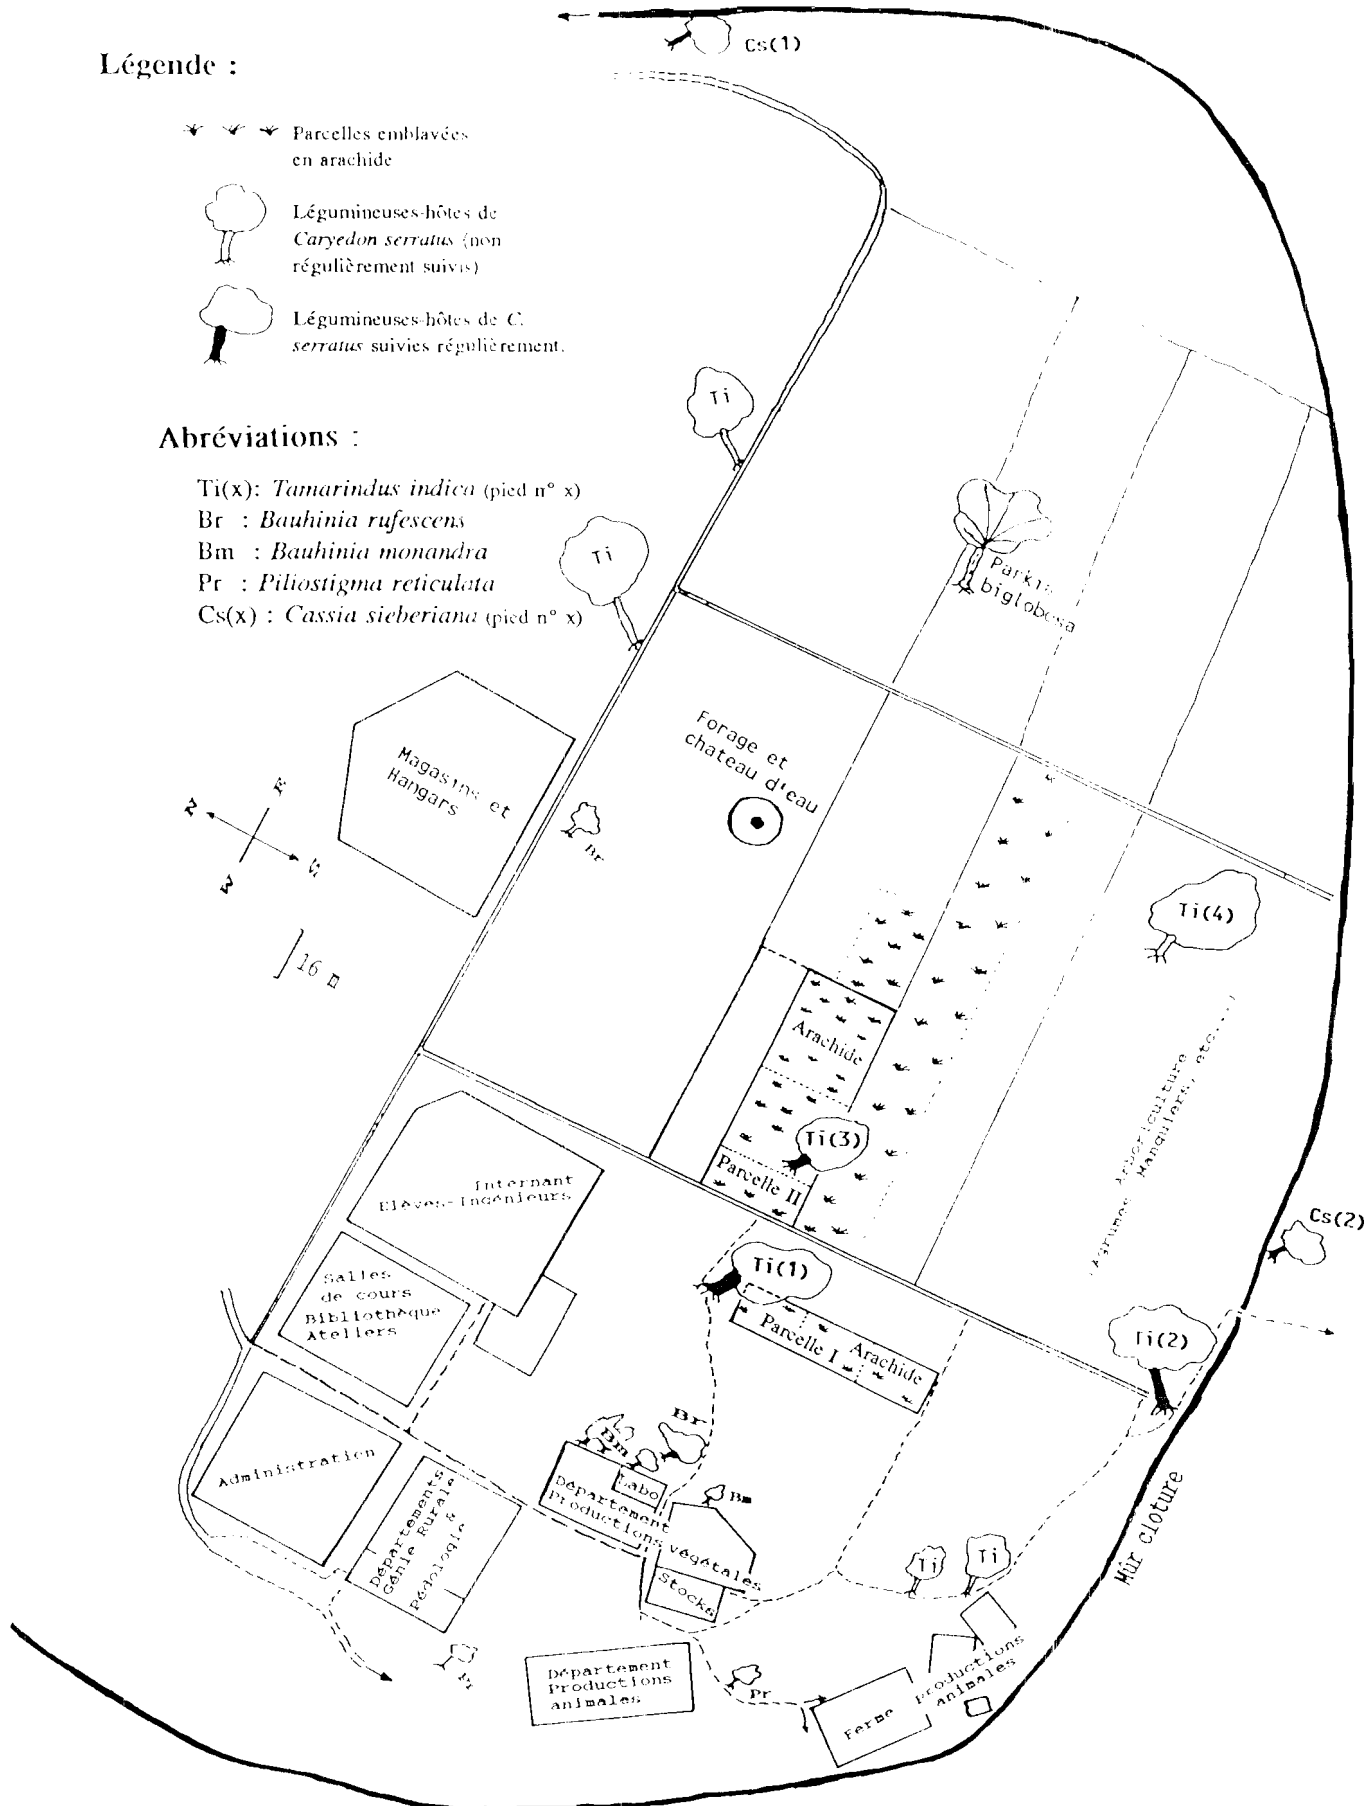 Légende :
Parcelles emblavées
en arachide
Légumineuses-hôtes de
Caryedon serratus (non
régulièrement suivis)
Légumineuses-hôtes de C.
serratus suivies régulièrement.
Abréviations :
Ti(x): Tamarindus indica (pied n° x)
Br : Bauhinia rufescens
Bm : Bauhinia monandra
Pr : Piliostigma reticulata
Cs(x) : Cassia sieberiana (pied n° x)
Cs(1)
Ti
Ti
Parkia
biglobosa
Forage et
chateau d'eau
Magasins et
Hangars
Br
N
E
S
W
16 m
Ti(4)
Arachide
Ti(3)
Parcelle II
Arboriculture
(Agrumes, Manguiers, etc...)
Cs(2)
Internant
Elèves-Ingénieurs
Ti(1)
Parcelle I
Arachide
Ti(2)
Salles
de cours
Bibliothèque
Ateliers
Administration
Départements
Génie Rurale
&
Pédologie
Br
Bm
Labo
Bm
Département
Productions végétales
Stocks
Ti
Ti
Mûr cloture
Pr
Département
Productions
animales
Pr
Ferme
Productions
animales